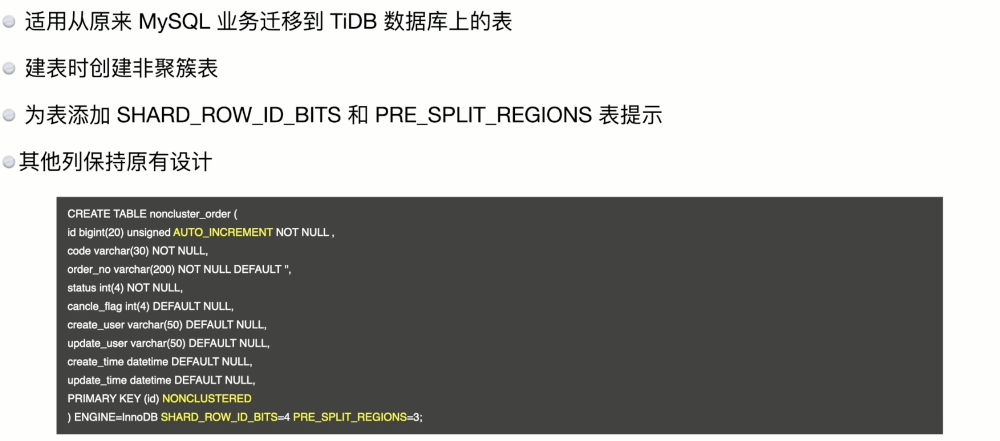 适用从原来 MySQL 业务迁移到 TiDB 数据库上的表
建表时创建非聚簇表
为表添加 SHARD_ROW_ID_BITS 和 PRE_SPLIT_REGIONS 表提示
其他列保持原有设计
CREATE TABLE noncluster_order (
id bigint(20) unsigned AUTO_INCREMENT NOT NULL ,
code varchar(30) NOT NULL,
order_no varchar(200) NOT NULL DEFAULT '',
status int(4) NOT NULL,
cancle_flag int(4) DEFAULT NULL,
create_user varchar(50) DEFAULT NULL,
update_user varchar(50) DEFAULT NULL,
create_time datetime DEFAULT NULL,
update_time datetime DEFAULT NULL,
PRIMARY KEY (id) NONCLUSTERED
) ENGINE=InnoDB SHARD_ROW_ID_BITS=4 PRE_SPLIT_REGIONS=3;